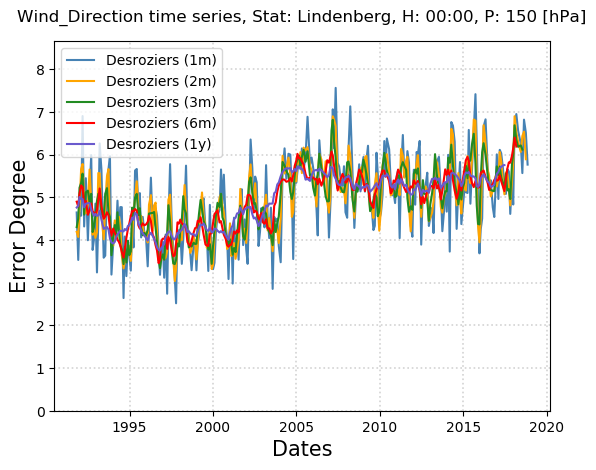 Wind_Direction time series, Stat: Lindenberg, H: 00:00, P: 150 [hPa]
Desroziers (1m)
Desroziers (2m)
Desroziers (3m)
Desroziers (6m)
Desroziers (1y)
Error Degree
8
7
6
5
4
3
2
1
0
1995 2000 2005 2010 2015 2020
Dates